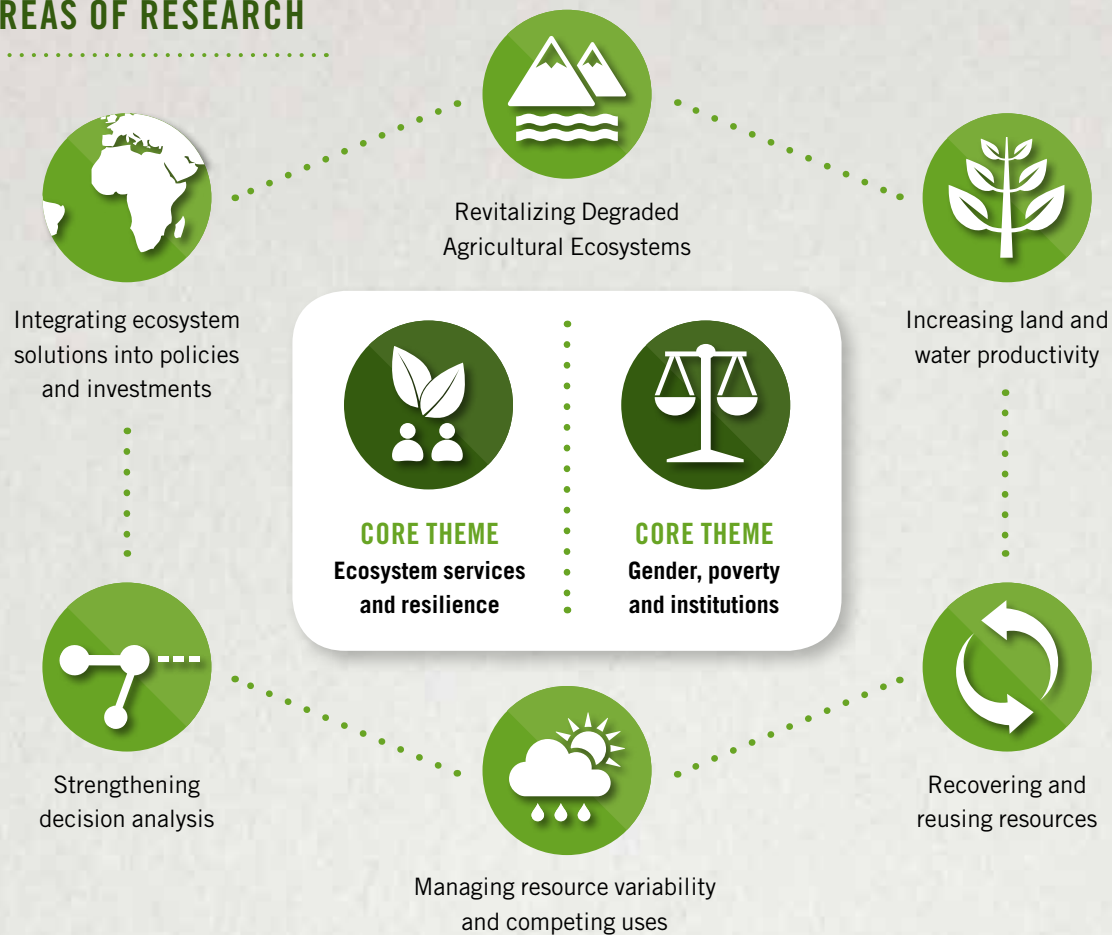 REAS OF RESEARCH
Revitalizing Degraded
Agricultural Ecosystems
Integrating ecosystem
solutions into policies
and investments
Increasing land and
water productivity
CORE THEME
Ecosystem services
and resilience
CORE THEME
Gender, poverty
and institutions
Strengthening
decision analysis
Recovering and
reusing resources
Managing resource variability
and competing uses